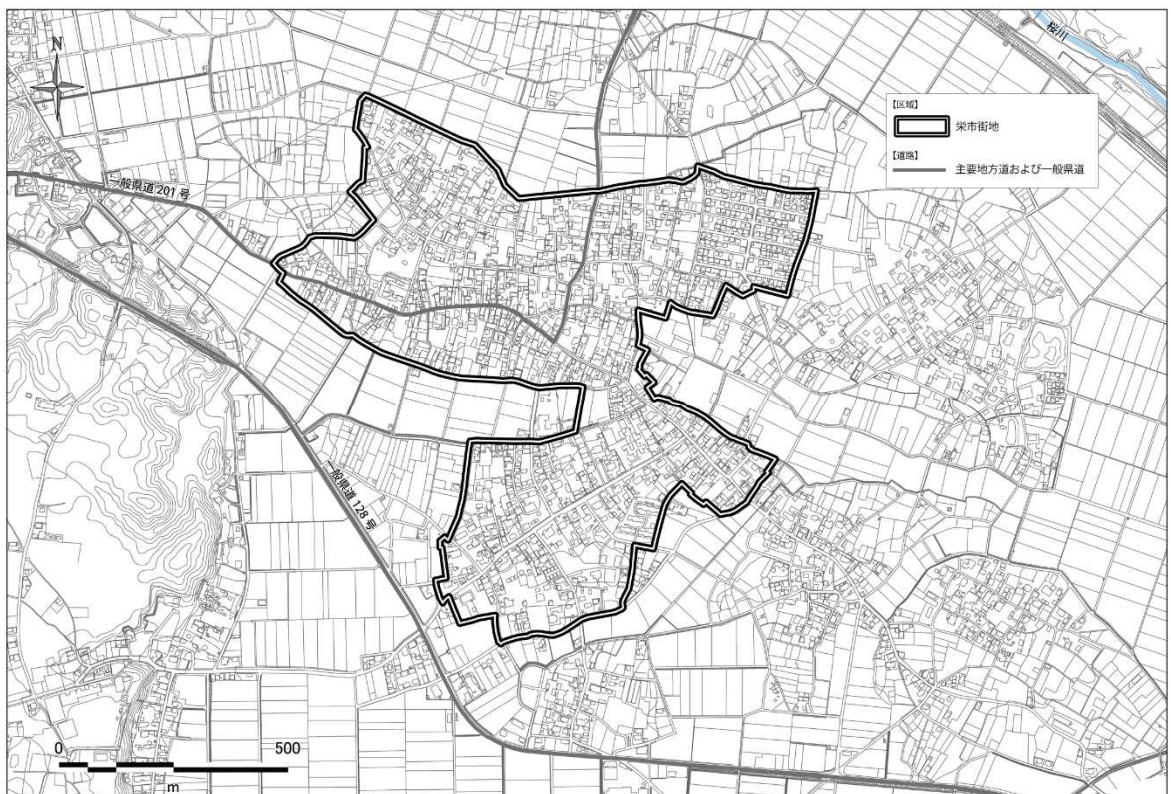 N
桜川
【区域】
栄市街地
【道路】
主要地方道および一般県道
一般県道 201 号
一般県道 128 号
0 500
m